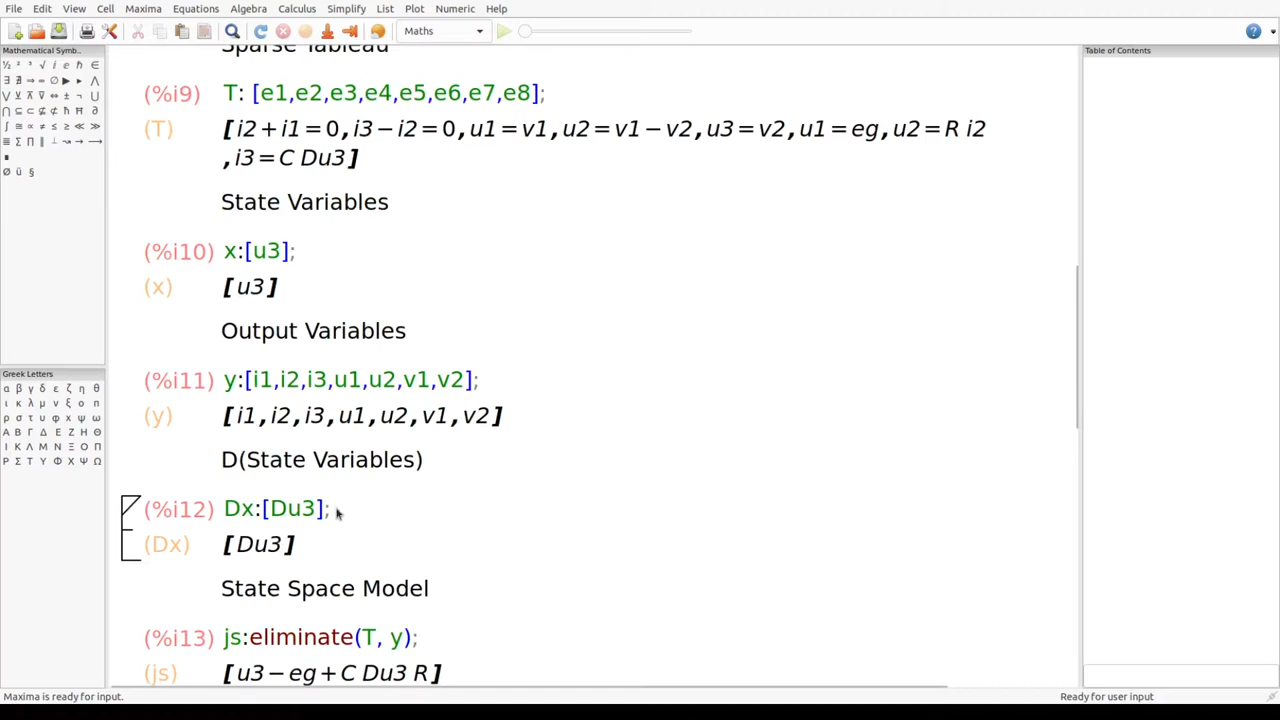 File Edit View Cell Maxima Equations Algebra Calculus Simplify List Plot Numeric Help
Maths
Mathematical Symb..
Table of Contents
Sparse Tableau
(%i9) T: [e1,e2,e3,e4,e5,e6,e7,e8];
(T) [i2+i1=0,i3−i2=0,u1=v1,u2=v1−v2,u3=v2,u1=eg,u2=R i2
,i3=C Du3]
State Variables
(%i10) x:[u3];
(x) [u3]
Output Variables
(%i11) y:[i1,i2,i3,u1,u2,v1,v2];
(y) [i1,i2,i3,u1,u2,v1,v2]
D(State Variables)
(%i12) Dx:[Du3];
(Dx) [Du3]
State Space Model
(%i13) js:eliminate(T, y);
(js) [u3−eg+C Du3 R]
Greek Letters
α β γ δ ε ζ η θ
ι κ λ μ ν ξ ο π
ρ σ τ υ φ χ ψ ω
Α Β Γ Δ Ε Ζ Η Θ
Ι Κ Λ Μ Ν Ξ Ο Π
Ρ Σ Τ Υ Φ Χ Ψ Ω
Maxima is ready for input.
Ready for user input